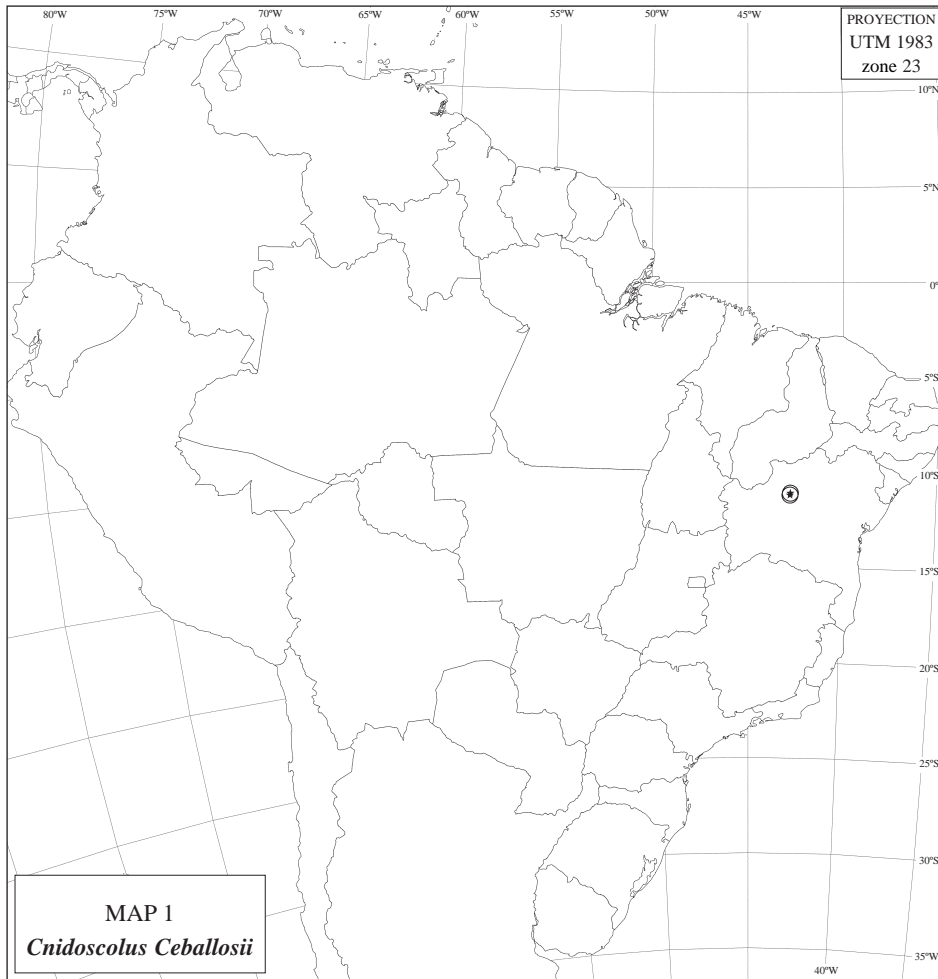 80ºW
75ºW
70ºW
65ºW
60ºW
55ºW
50ºW
45ºW
PROYECTION
UTM 1983
zone 23
10ºN
5ºN
0º
5ºS
10ºS
15ºS
20ºS
25ºS
30ºS
35ºS
40ºW
MAP 1
Cnidoscolus Ceballosii